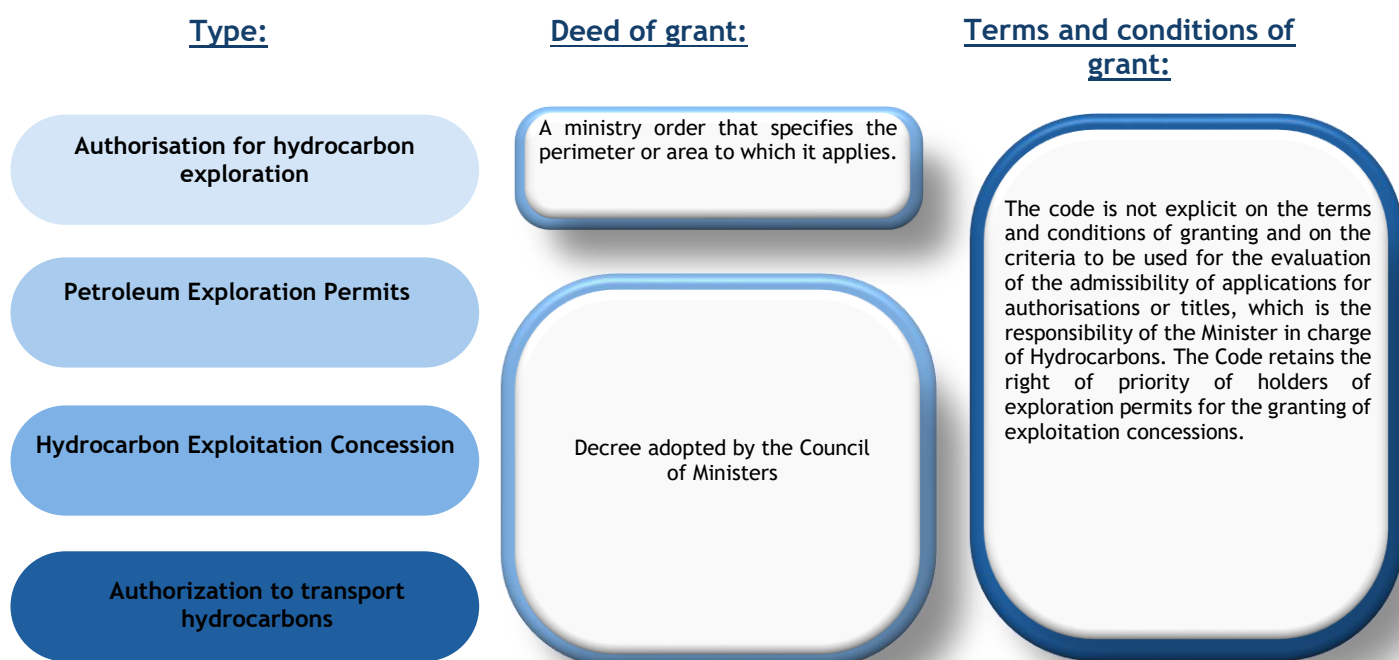 Type:
Deed of grant:
Terms and conditions of
grant:
Authorisation for hydrocarbon
exploration
A ministry order that specifies the
perimeter or area to which it applies.
Petroleum Exploration Permits
Hydrocarbon Exploitation Concession
Authorization to transport
hydrocarbons
Decree adopted by the Council
of Ministers
The code is not explicit on the terms
and conditions of granting and on the
criteria to be used for the evaluation
of the admissibility of applications for
authorisations or titles, which is the
responsibility of the Minister in charge
of Hydrocarbons. The Code retains the
right of priority of holders of
exploration permits for the granting of
exploitation concessions.